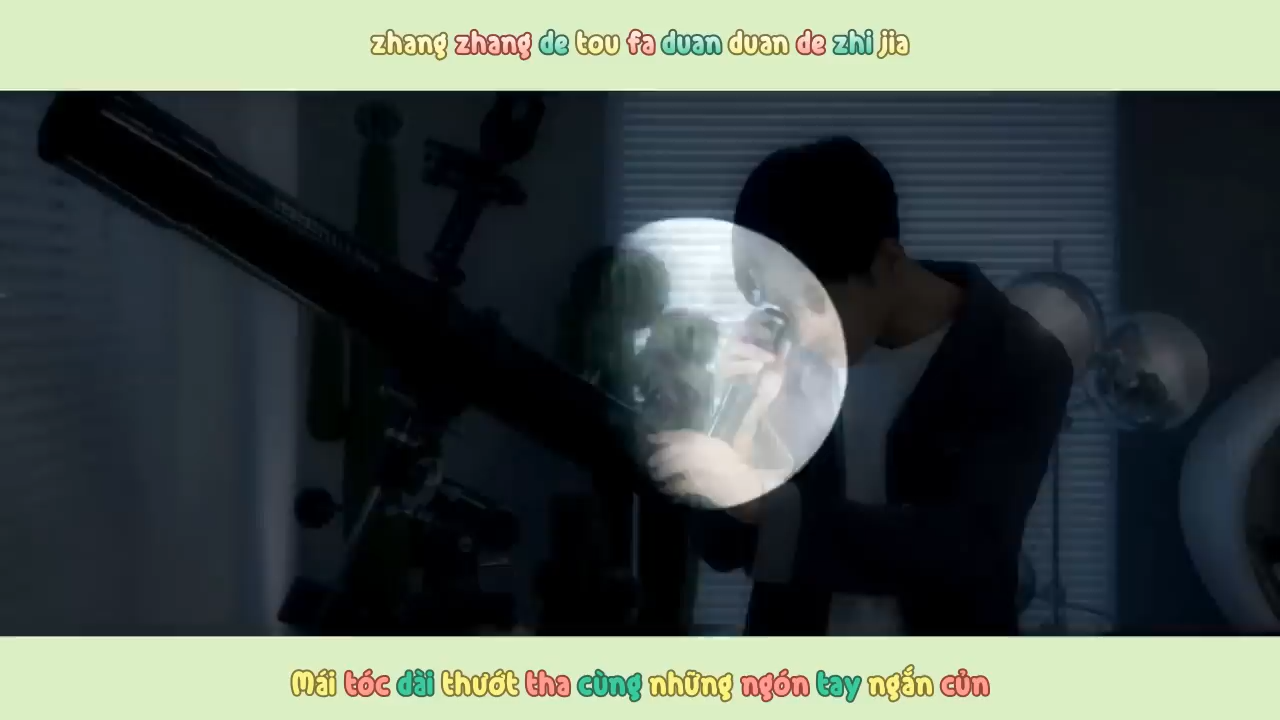 zhang zhang de tou fa duan duan de zhi jia
Mái tóc dài thướt tha cùng những ngón tay ngắn củn